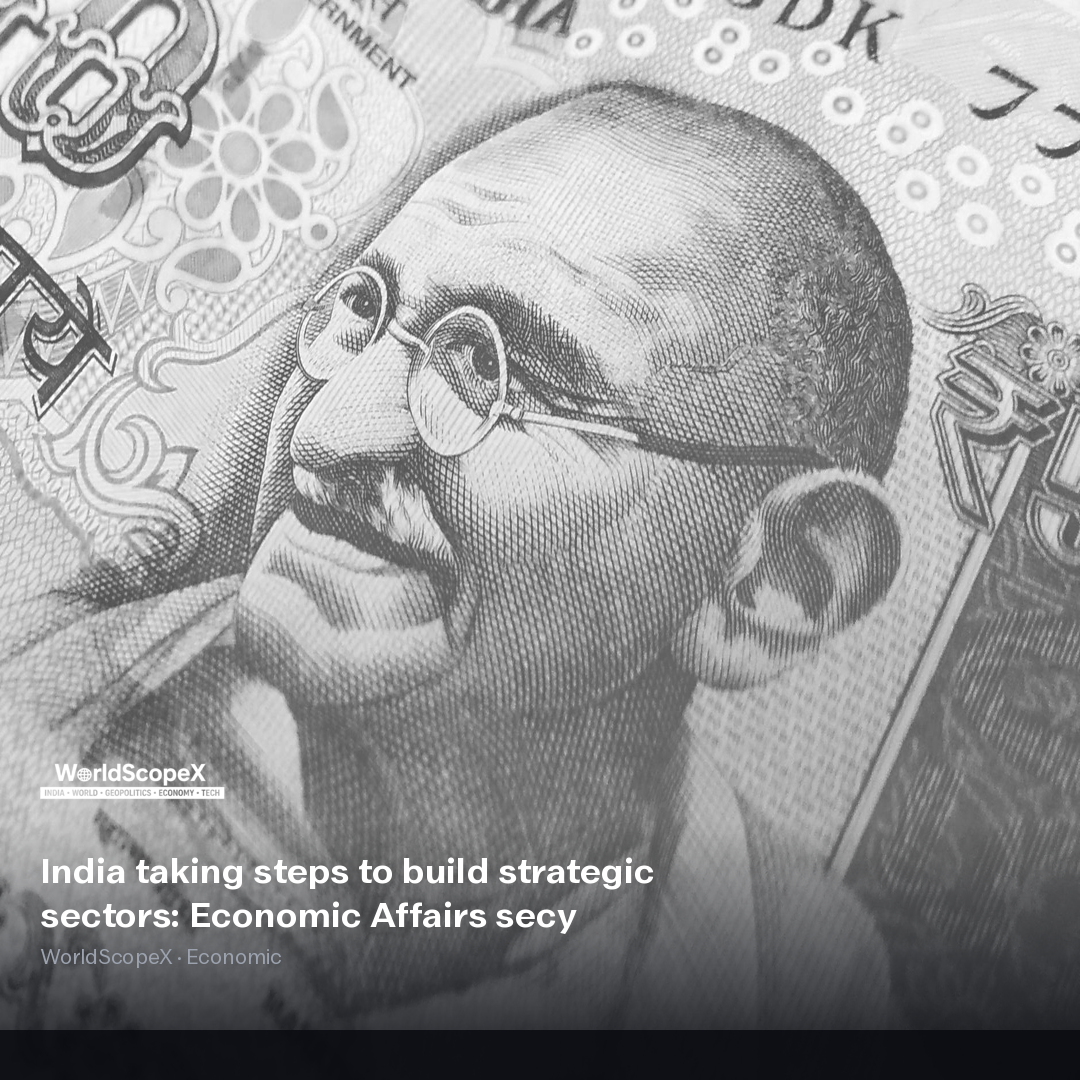 WorldScopeX
INDIA • WORLD • GEOPOLITICS • ECONOMY • TECH
India taking steps to build strategic
sectors: Economic Affairs secy
WorldScopeX · Economic